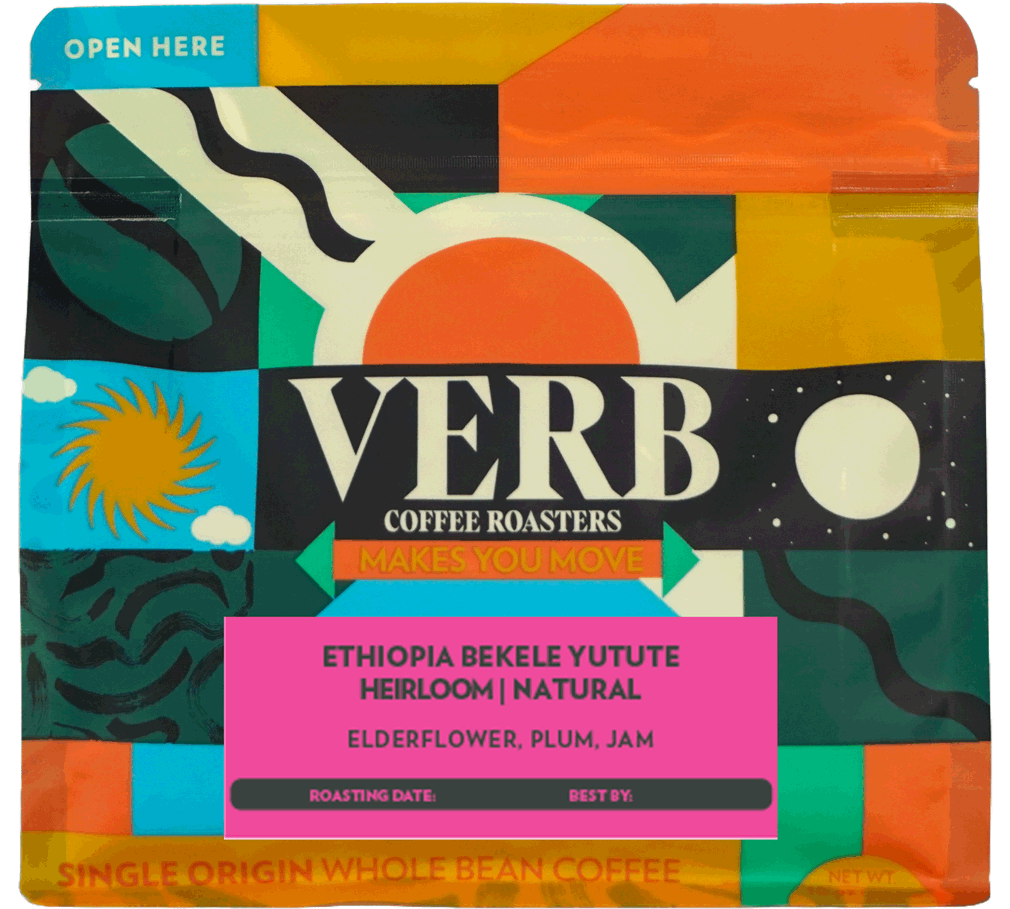 OPEN HERE
VERB
COFFEE ROASTERS
MAKES YOU MOVE
ETHIOPIA BEKELE YUTUTE
HEIRLOOM | NATURAL
ELDERFLOWER, PLUM, JAM
ROASTING DATE: BEST BY:
SINGLE ORIGIN WHOLE BEAN COFFEE
NET WT